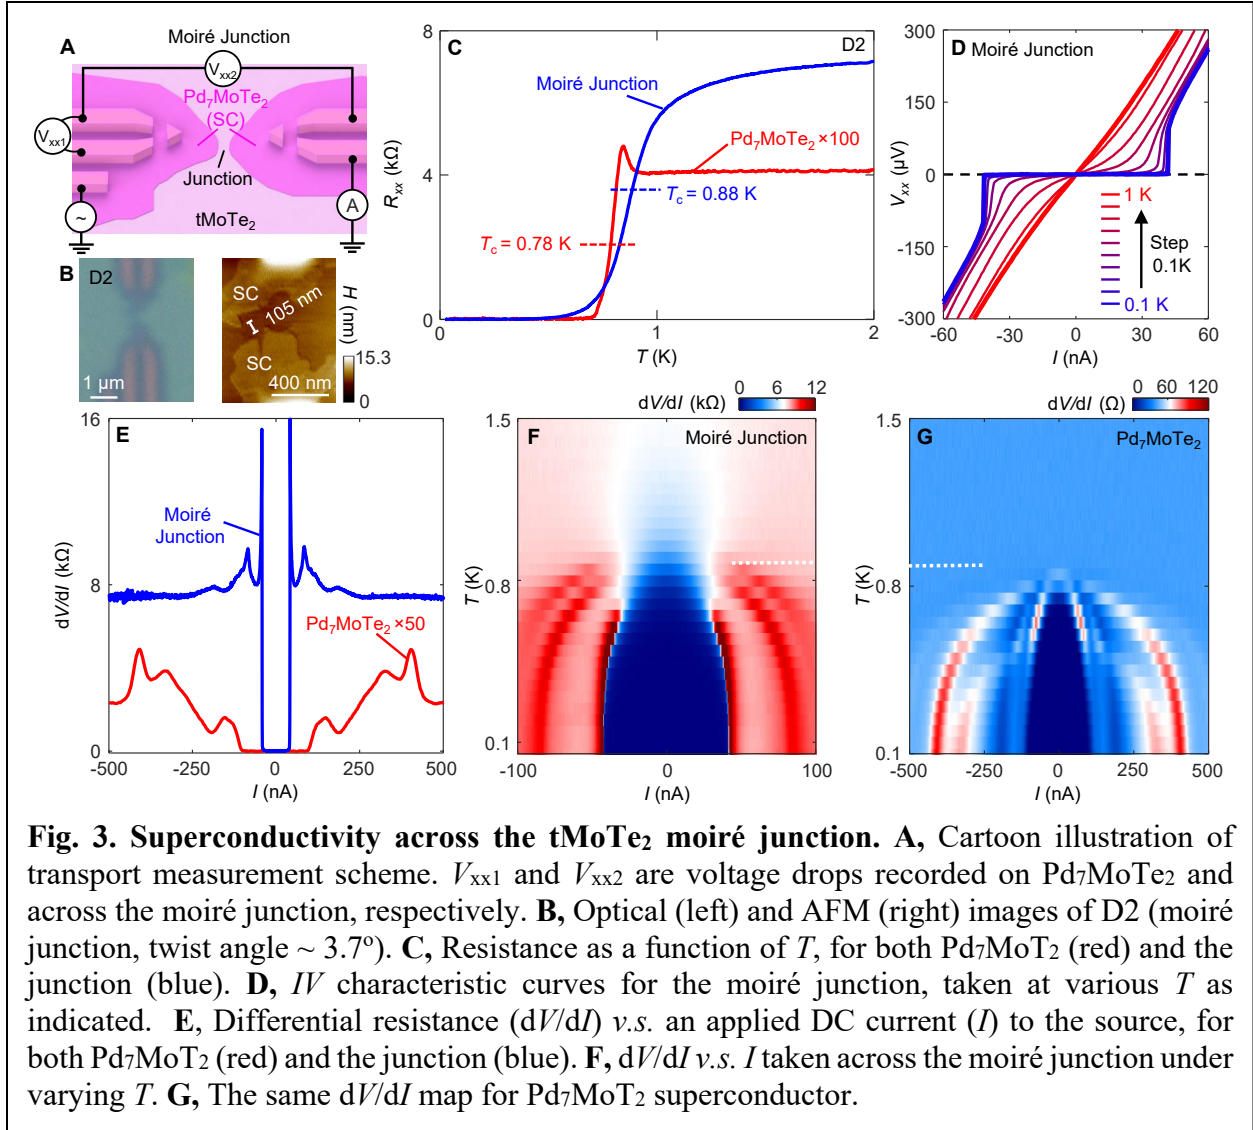 A
Moiré Junction
Vxx2
Pd7MoTe2
(SC)
Vxx1
Junction
~
A
tMoTe2
B
D2
1 µm
SC
105 nm
SC
400 nm
H (nm)
15.3
0
C
D2
8
4
0
Rxx (kΩ)
Moiré Junction
Pd7MoTe2 ×100
Tc = 0.88 K
Tc = 0.78 K
0
1
2
T (K)
D
Moiré Junction
300
150
0
-150
-300
Vxx (µV)
1 K
Step
0.1K
0.1 K
-60
-30
0
30
60
I (nA)
E
16
8
0
dV/dI (kΩ)
Moiré
Junction
Pd7MoTe2 ×50
-500
-250
0
250
500
I (nA)
0
12
dV/dI (kΩ)
F
Moiré Junction
1.5
0.8
0.1
T (K)
-100
0
100
I (nA)
0 60 120
dV/dI (Ω)
G
Pd7MoTe2
1.5
0.8
0.1
T (K)
-500
-250
0
250
500
I (nA)
Fig. 3. Superconductivity across the tMoTe2 moiré junction. A, Cartoon illustration of
transport measurement scheme. Vxx1 and Vxx2 are voltage drops recorded on Pd7MoTe2 and
across the moiré junction, respectively. B, Optical (left) and AFM (right) images of D2 (moiré
junction, twist angle ~ 3.7º). C, Resistance as a function of T, for both Pd7MoT2 (red) and the
junction (blue). D, IV characteristic curves for the moiré junction, taken at various T as
indicated. E, Differential resistance (dV/dI) v.s. an applied DC current (I) to the source, for
both Pd7MoT2 (red) and the junction (blue). F, dV/dI v.s. I taken across the moiré junction under
varying T. G, The same dV/dI map for Pd7MoT2 superconductor.